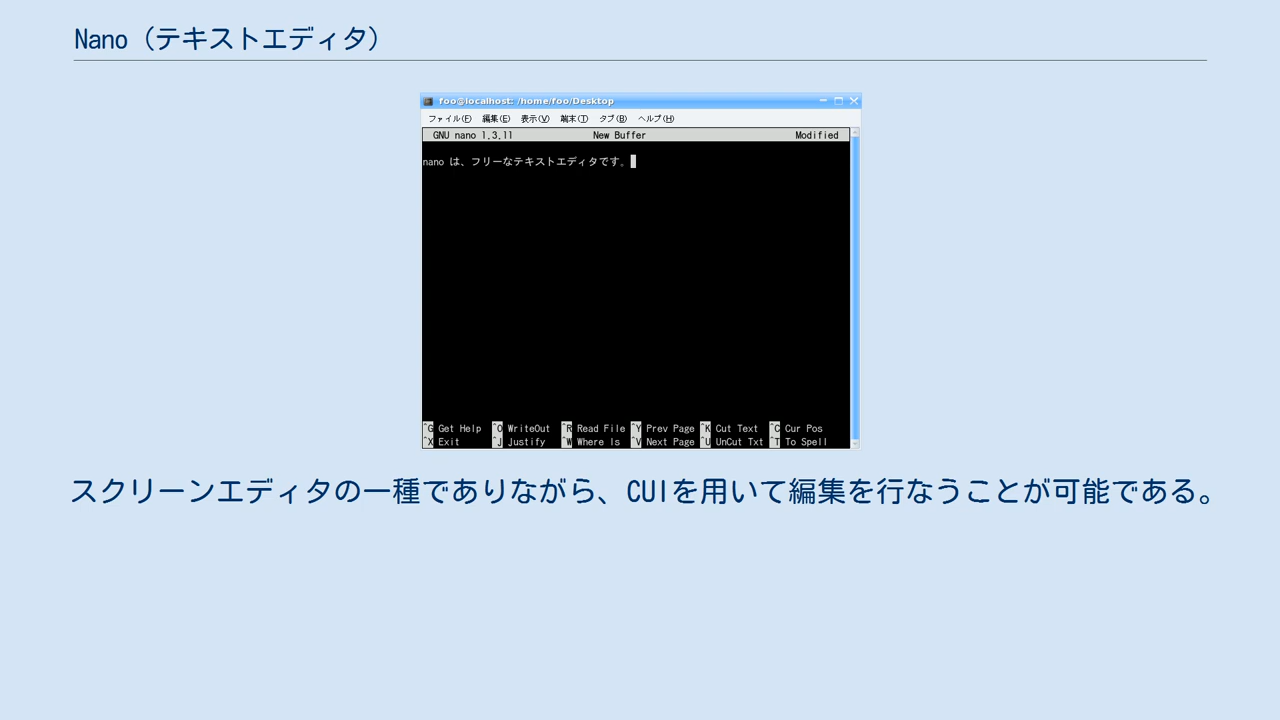 Nano（テキストエディタ）
foo@localhost: /home/foo/Desktop
ファイル(F) 編集(E) 表示(V) 端末(T) タブ(B) ヘルプ(H)
GNU nano 1.3.11 New Buffer Modified
nano は、フリーなテキストエディタです。
^G Get Help ^O WriteOut ^R Read File ^Y Prev Page ^K Cut Text ^C Cur Pos
^X Exit ^J Justify ^W Where Is ^V Next Page ^U UnCut Txt ^T To Spell
スクリーンエディタの一種でありながら、CUIを用いて編集を行なうことが可能である。